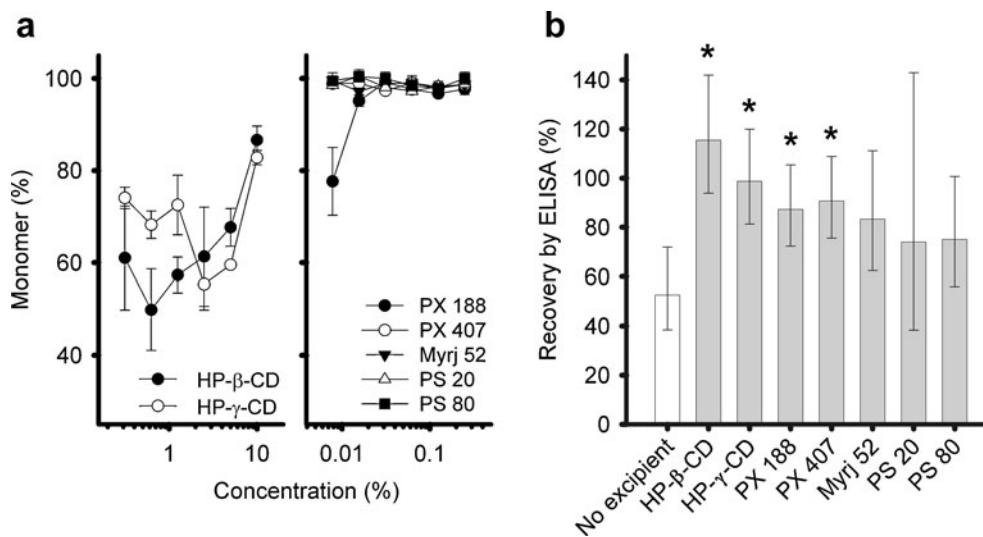 a
Monomer (%)
100
80
60
40
HP-β-CD
HP-γ-CD
1
10
PX 188
PX 407
Myrj 52
PS 20
PS 80
0.01
0.1
Concentration (%)
b
Recovery by ELISA (%)
160
140
120
100
80
60
40
20
0
*
*
*
*
No excipient
HP-β-CD
HP-γ-CD
PX 188
PX 407
Myrj 52
PS 20
PS 80